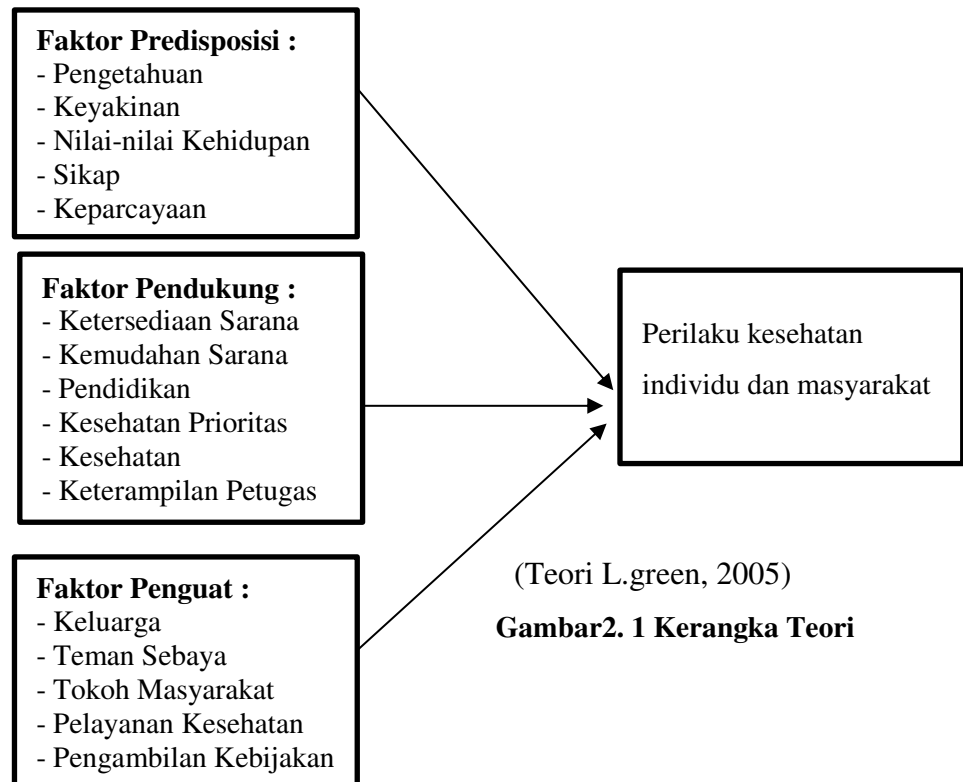 Faktor Predisposisi :
- Pengetahuan
- Keyakinan
- Nilai-nilai Kehidupan
- Sikap
- Keparcayaan
Faktor Pendukung :
- Ketersediaan Sarana
- Kemudahan Sarana
- Pendidikan
- Kesehatan Prioritas
- Kesehatan
- Keterampilan Petugas
Faktor Penguat :
- Keluarga
- Teman Sebaya
- Tokoh Masyarakat
- Pelayanan Kesehatan
- Pengambilan Kebijakan
Perilaku kesehatan
individu dan masyarakat
(Teori L.green, 2005)
Gambar2. 1 Kerangka Teori